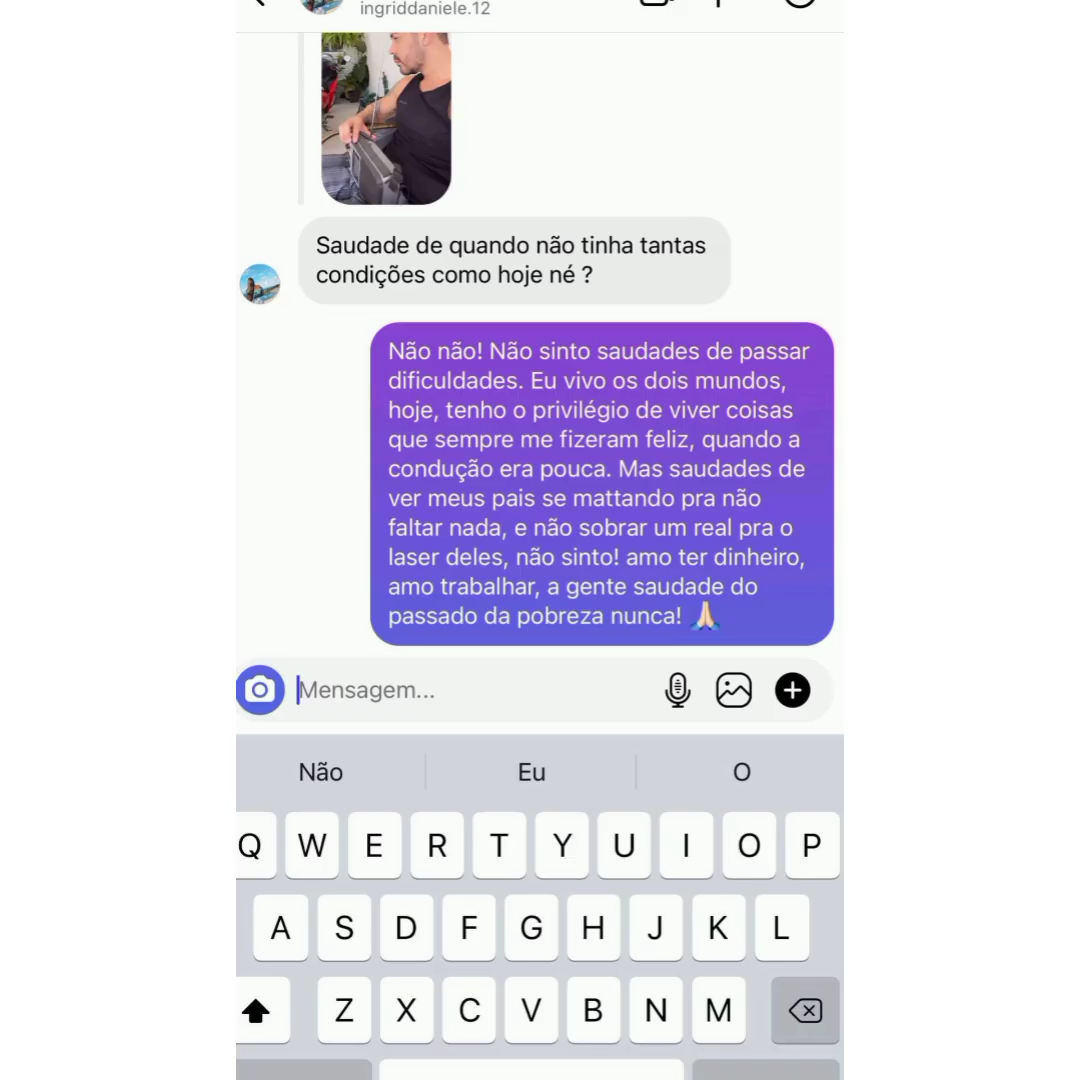 ingriddaniele.12
Saudade de quando não tinha tantas
condições como hoje né ?
Não não! Não sinto saudades de passar
dificuldades. Eu vivo os dois mundos,
hoje, tenho o privilégio de viver coisas
que sempre me fizeram feliz, quando a
condução era pouca. Mas saudades de
ver meus pais se mattando pra não
faltar nada, e não sobrar um real pra o
laser deles, não sinto! amo ter dinheiro,
amo trabalhar, a gente saudade do
passado da pobreza nunca! 🙏🏻
Mensagem...
Não Eu O
Q W E R T Y U I O P
A S D F G H J K L
Z X C V B N M